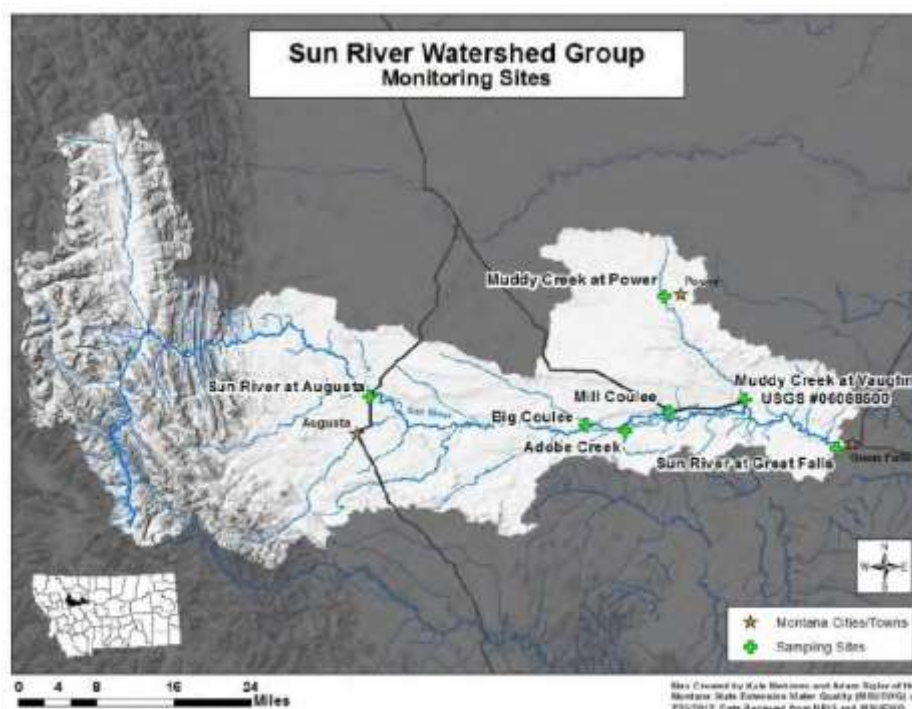 Sun River Watershed Group
Monitoring Sites
Muddy Creek at Power
Power
Sun River at Augusta
Augusta
Sun River
Big Coulee
Adobe Creek
Mill Coulee
Muddy Creek at Vaughn
USGS #06088500
Sun River at Great Falls
Great Falls
N
W E
S
Montana Cities/Towns
Sampling Sites
0 4 8 16 24
Miles